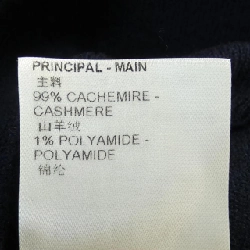 PRINCIPAL - MAIN
主料
99% CACHEMIRE -
CASHMERE
山羊绒
1% POLYAMIDE -
POLYAMIDE
锦纶